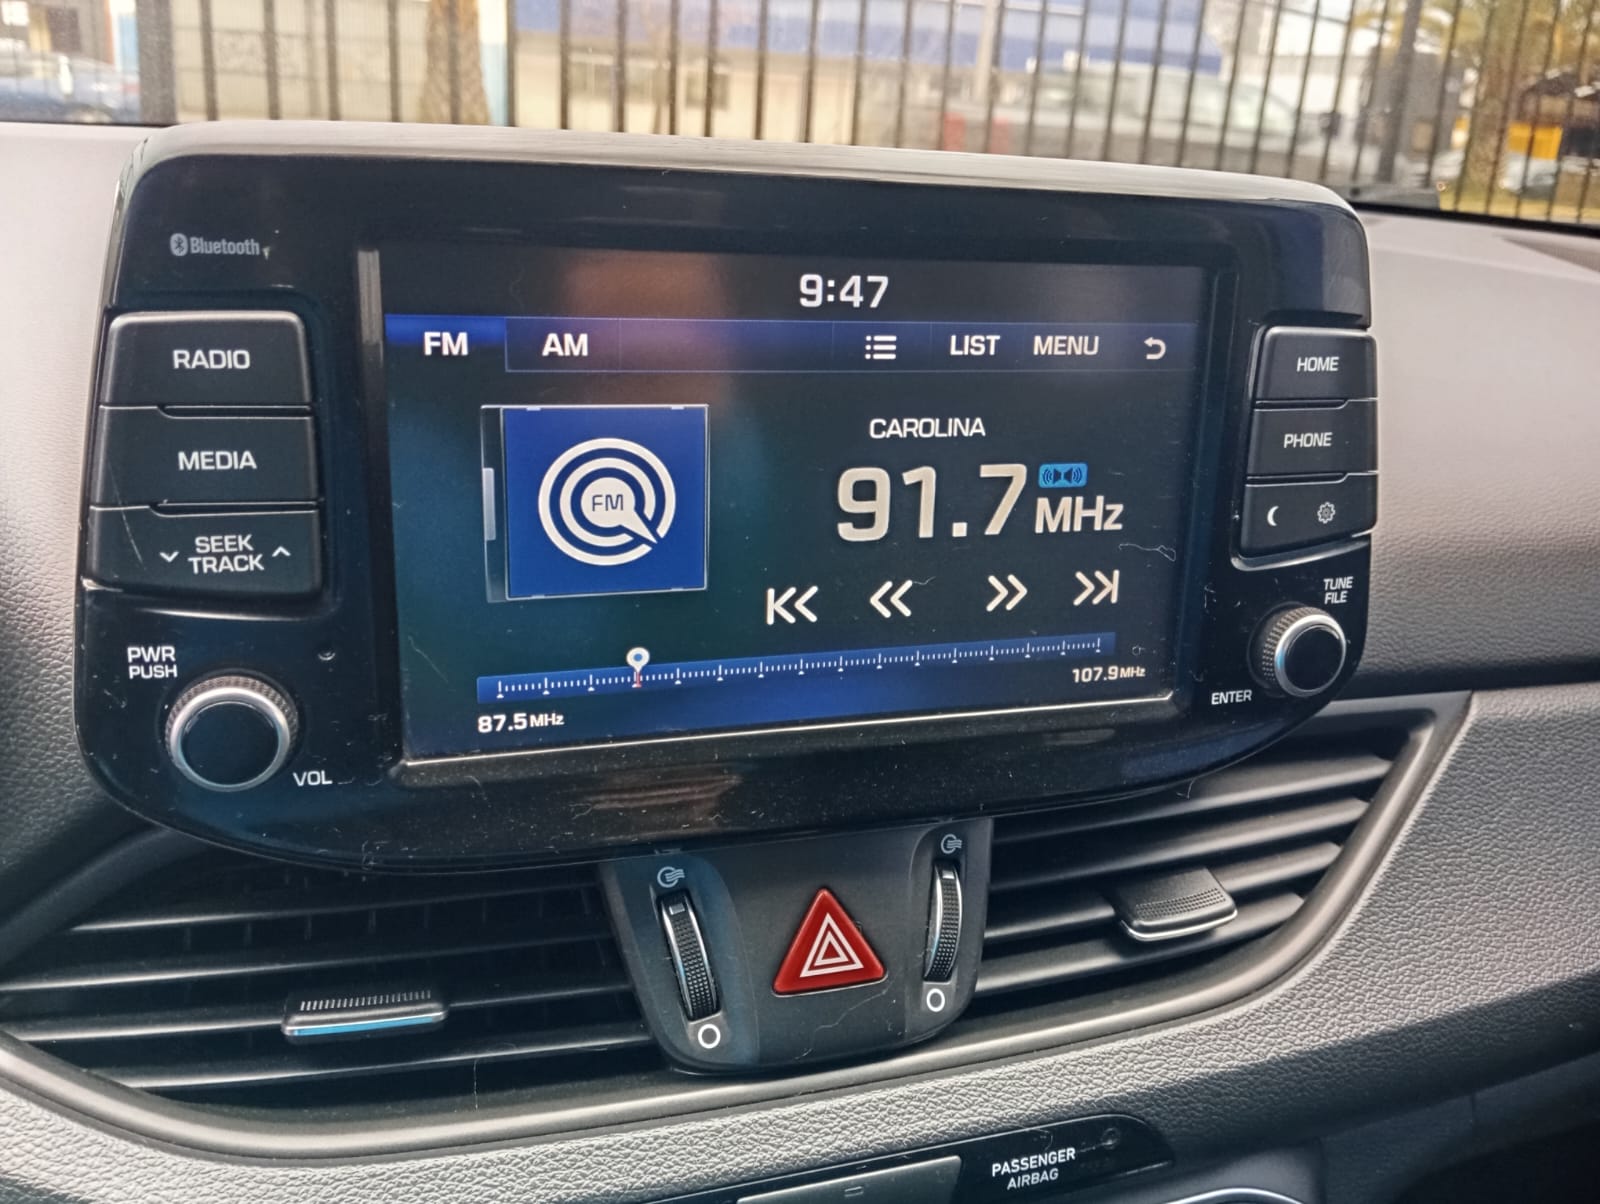 Bluetooth
9:47
FM AM LIST MENU
RADIO
MEDIA
SEEK
TRACK
PWR
PUSH
VOL
FM
CAROLINA
91.7 MHz
87.5 MHz
107.9 MHz
HOME
PHONE
TUNE
FILE
ENTER
PASSENGER
AIRBAG